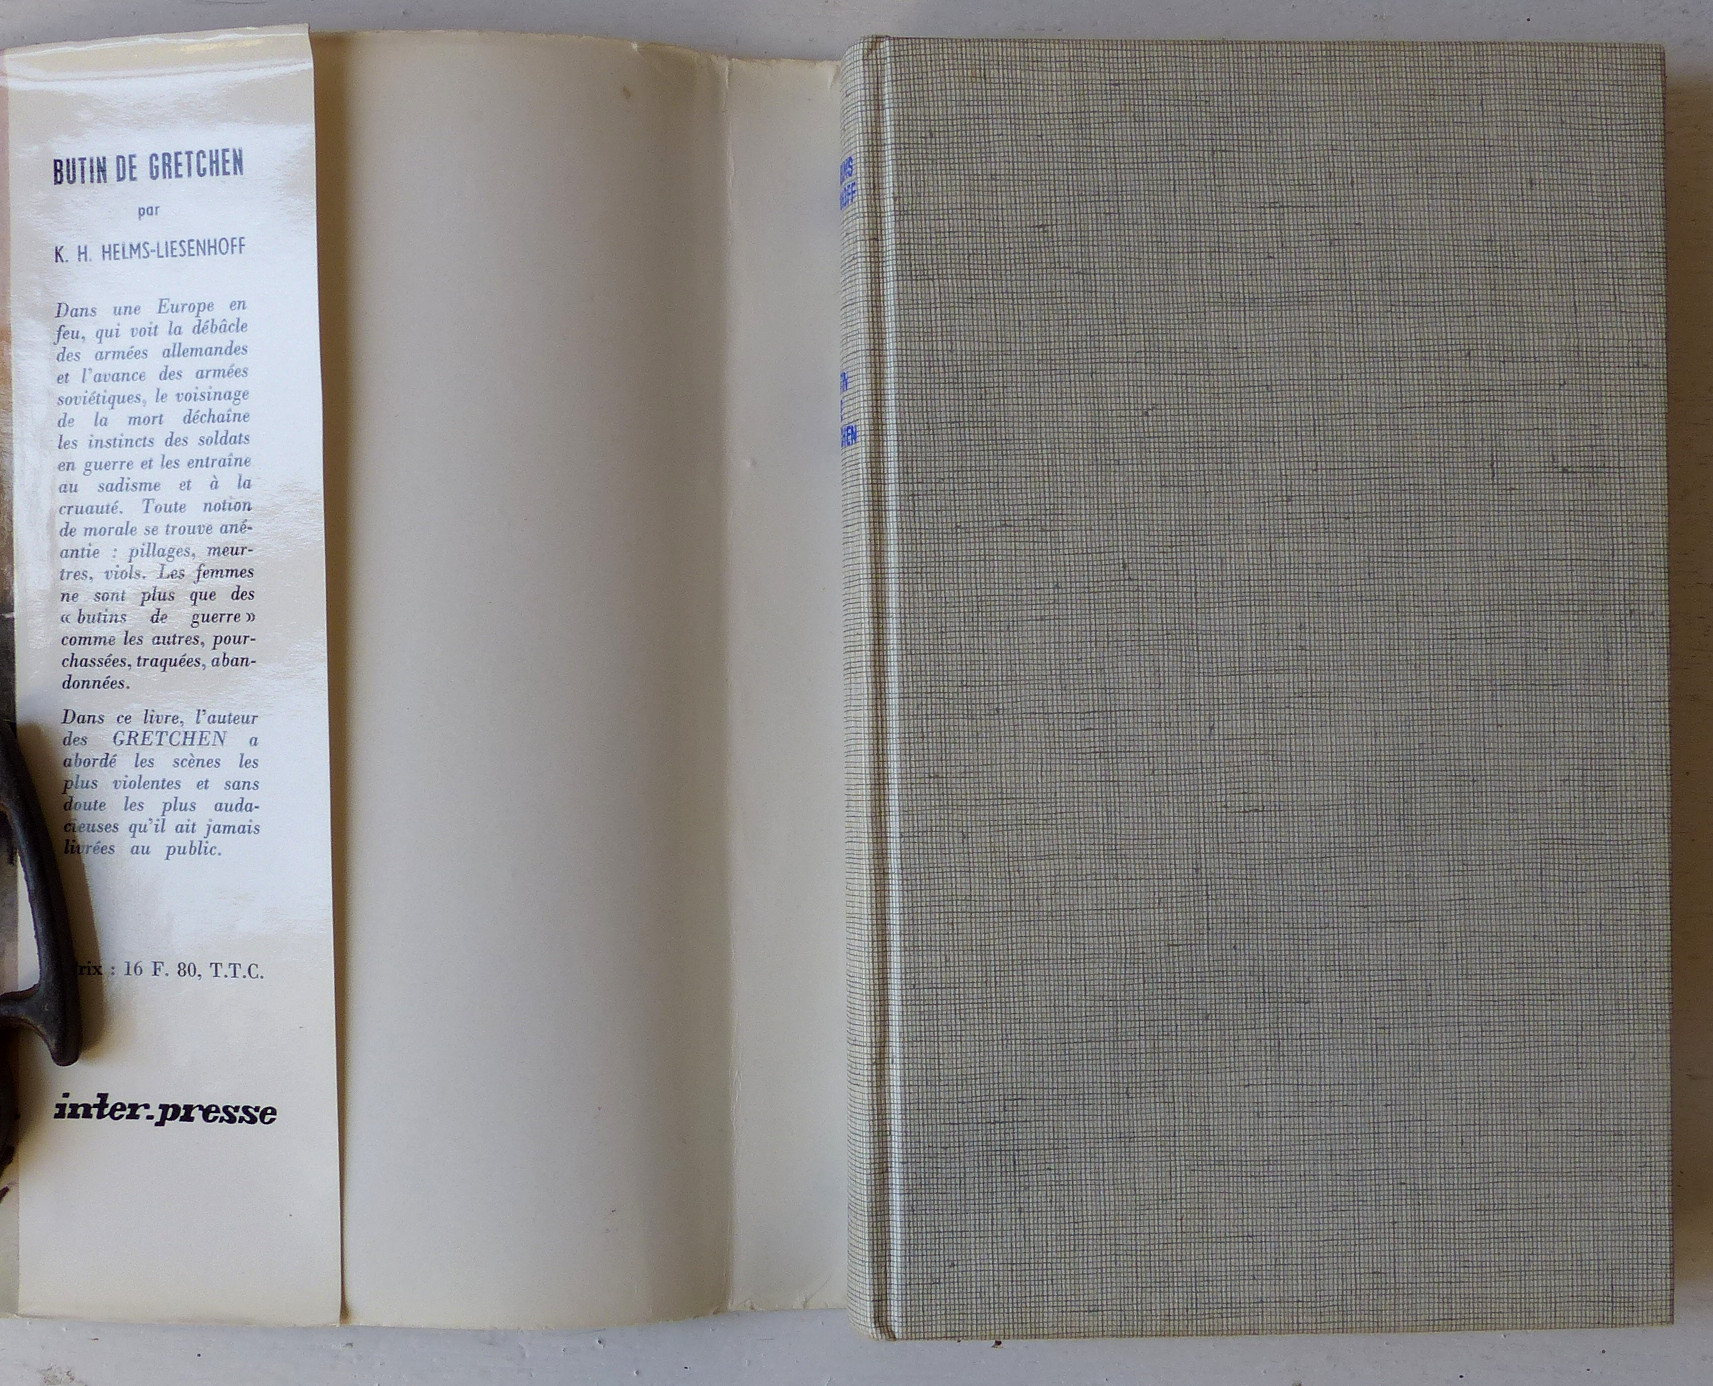 BUTIN DE GRETCHEN
par
K. H. HELMS-LIESENHOFF
Dans une Europe en
feu, qui voit la débâcle
des armées allemandes
et l'avance des armées
soviétiques, le voisinage
de la mort déchaîne
les instincts des soldats
en guerre et les entraîne
au sadisme et à la
cruauté. Toute notion
de morale se trouve ané-
antie : pillages, meur-
tres, viols. Les femmes
ne sont plus que des
« butins de guerre »
comme les autres, pour-
chassées, traquées, aban-
données.
Dans ce livre, l'auteur
des GRETCHEN a
abordé les scènes les
plus violentes et sans
doute les plus auda-
cieuses qu'il ait jamais
livrées au public.
Prix : 16 F. 80, T.T.C.
inter-presse